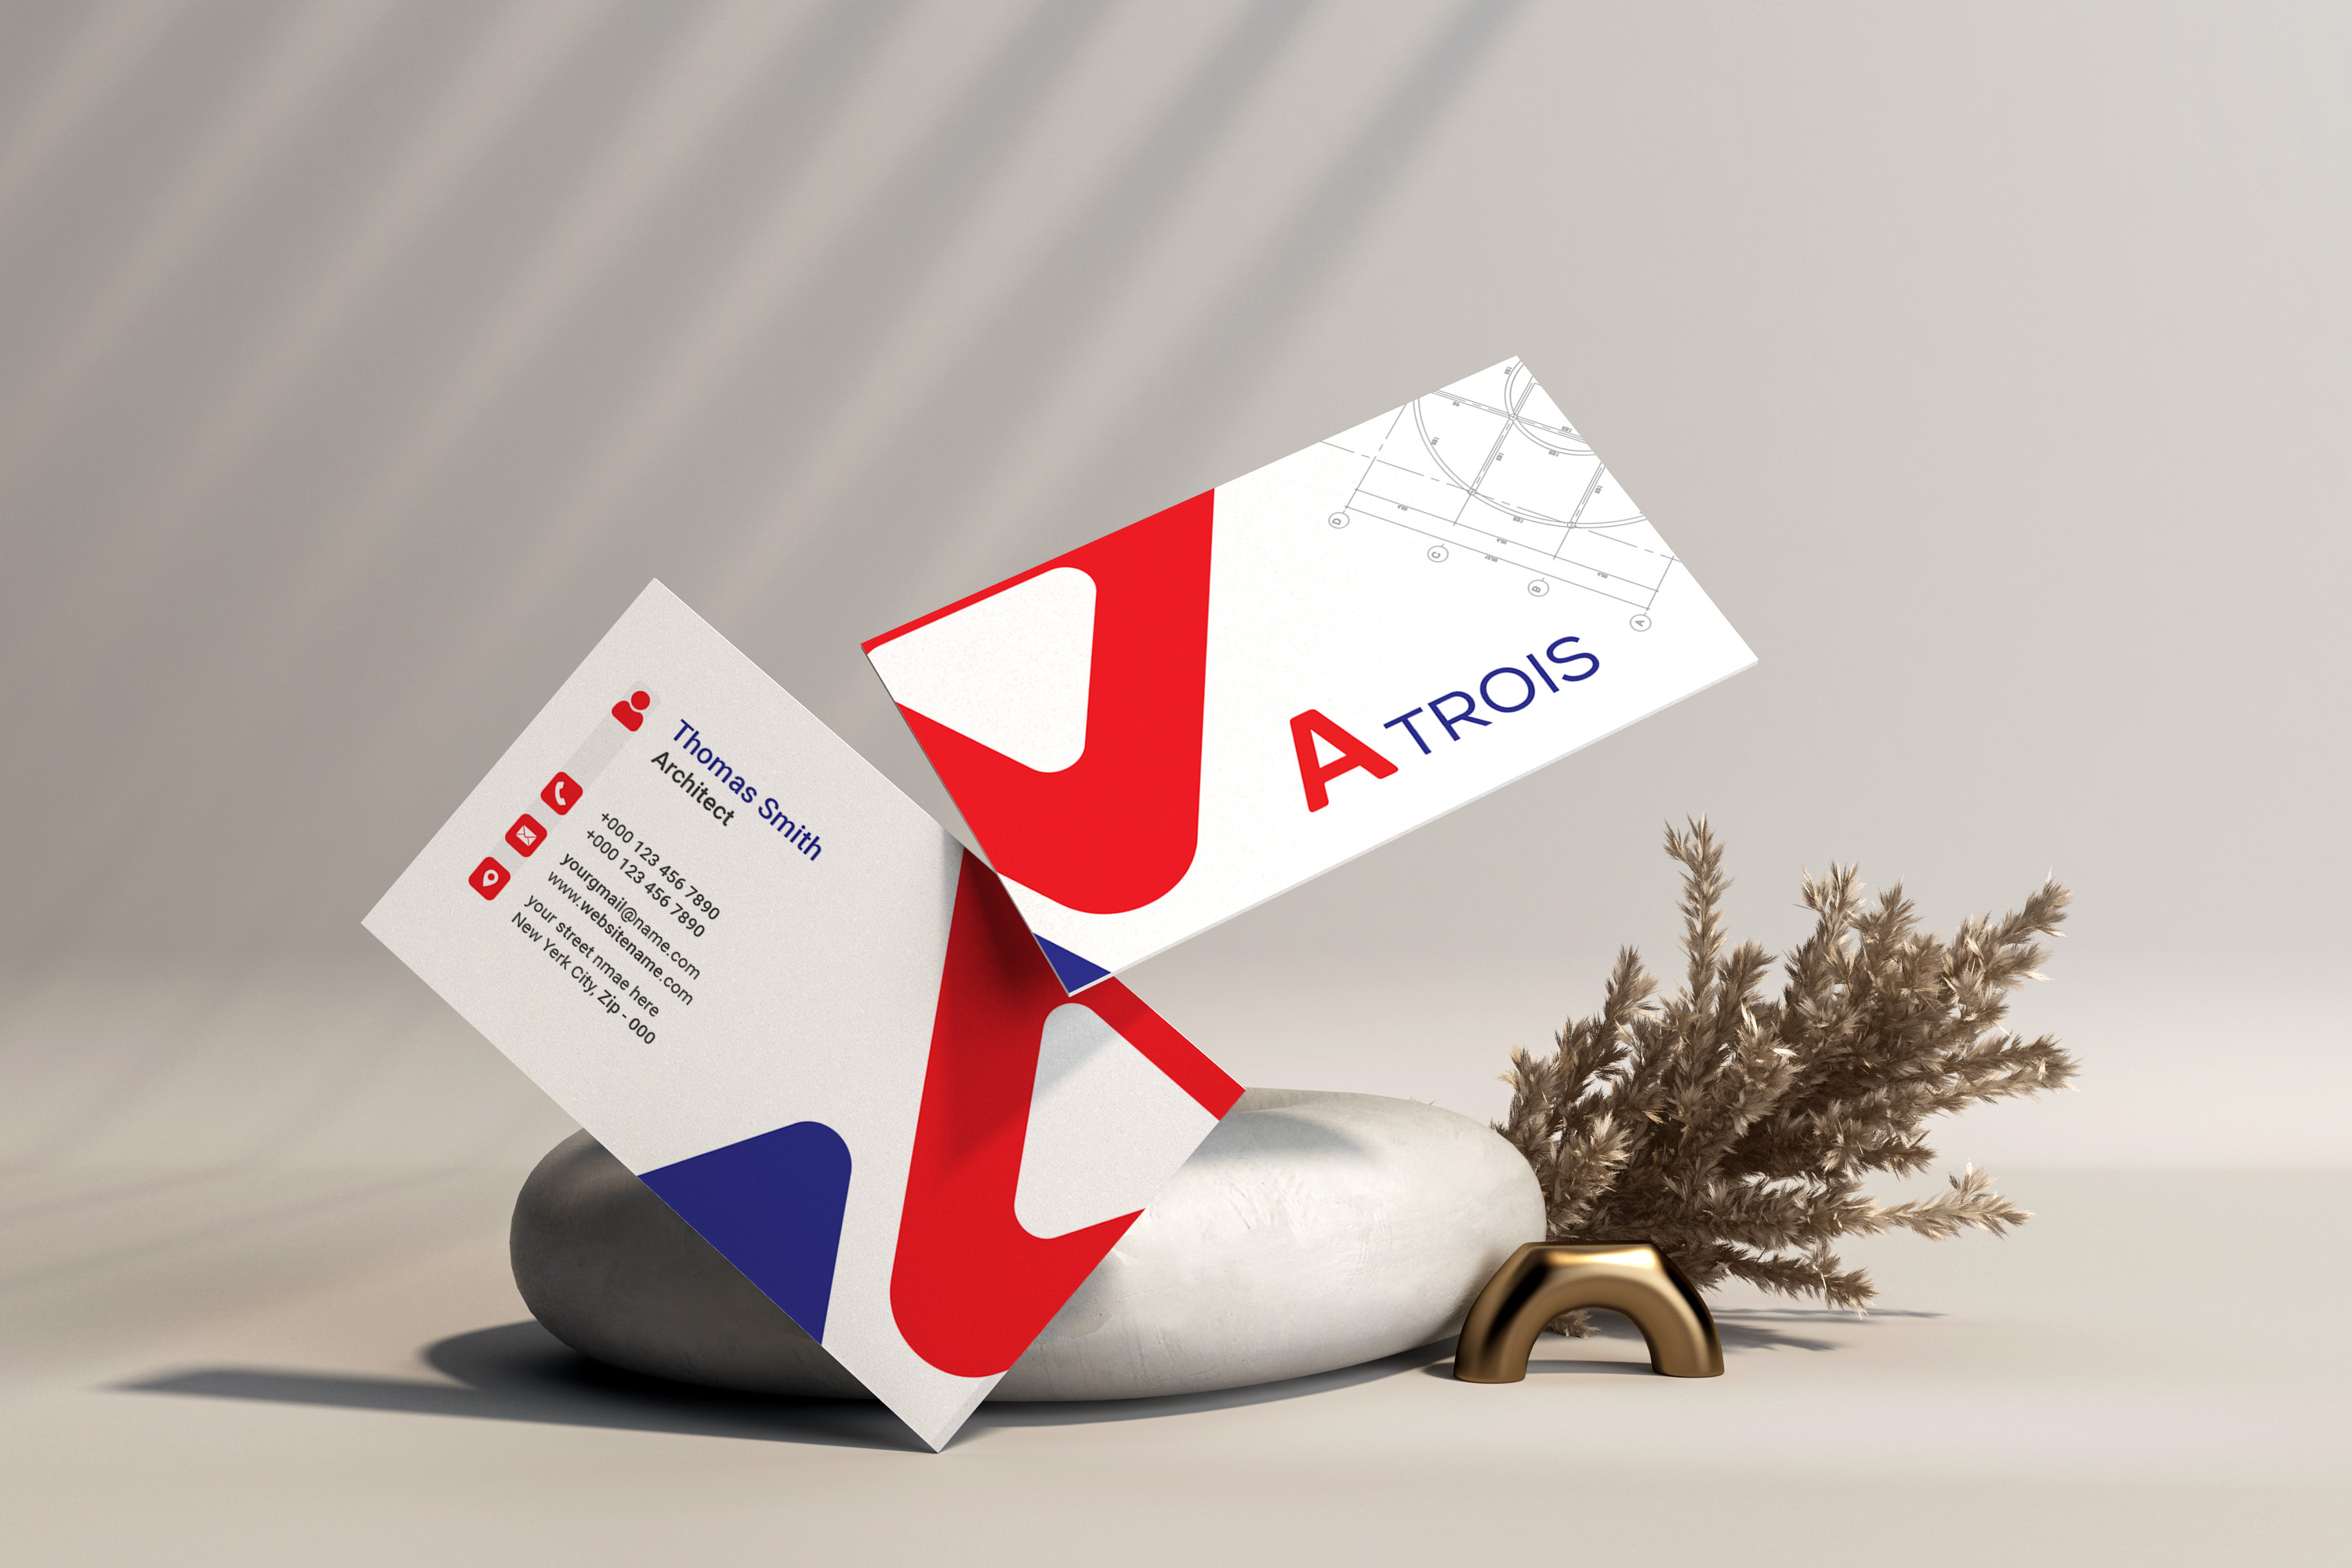 Thomas Smith
Architect
+000 123 456 7890
+000 123 456 7890
yourgmail@name.com
www.websitename.com
your street nmae here
New Yerk City, Zip - 000
A TROIS
D
C
B
A